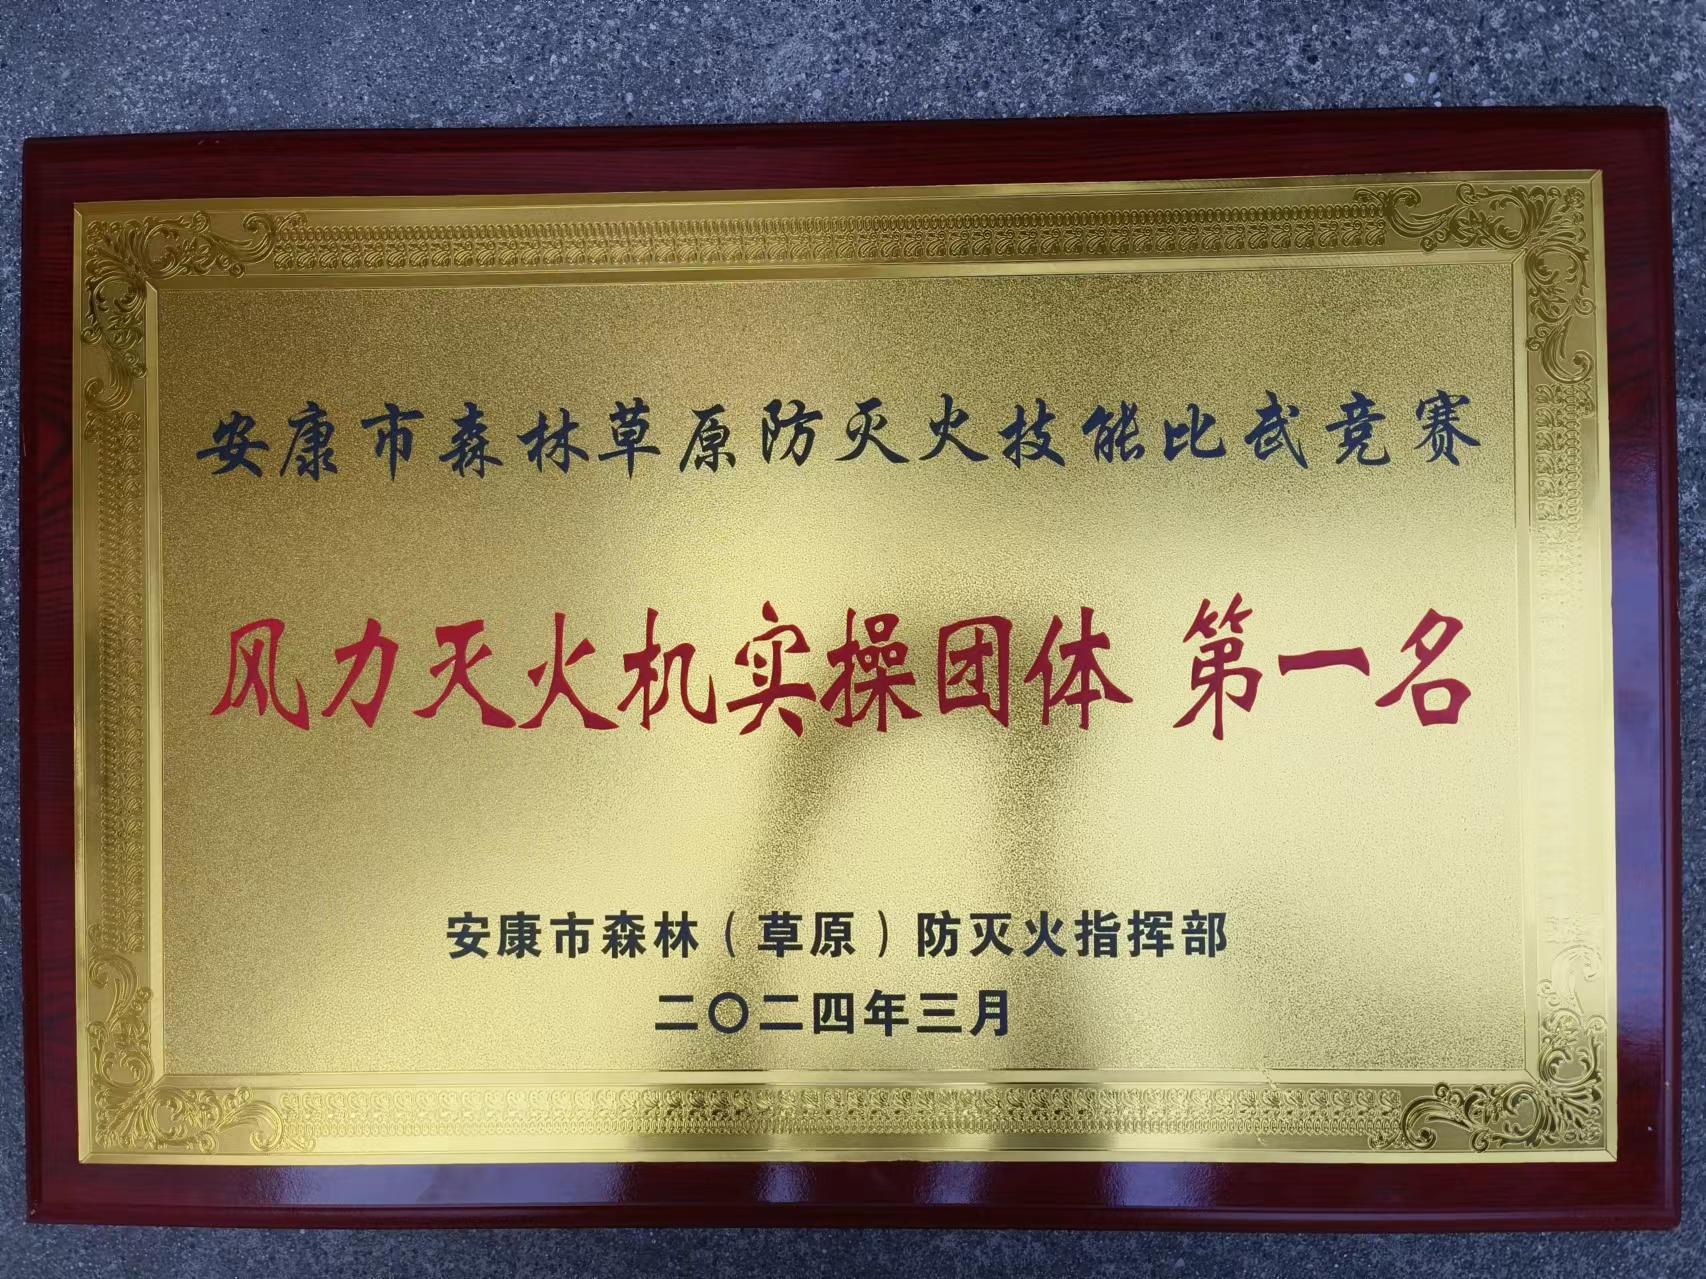 安康市森林草原防灭火技能比武竞赛
风力灭火机实操团体 第一名
安康市森林（草原）防灭火指挥部
二〇二四年三月